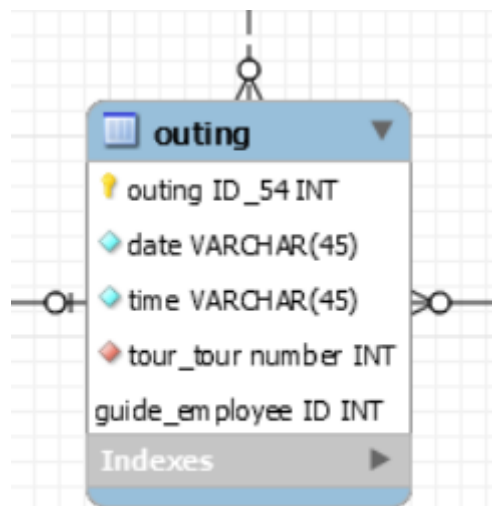 outing
outing ID_54 INT
date VARCHAR(45)
time VARCHAR(45)
tour_tour number INT
guide_employee ID INT
Indexes